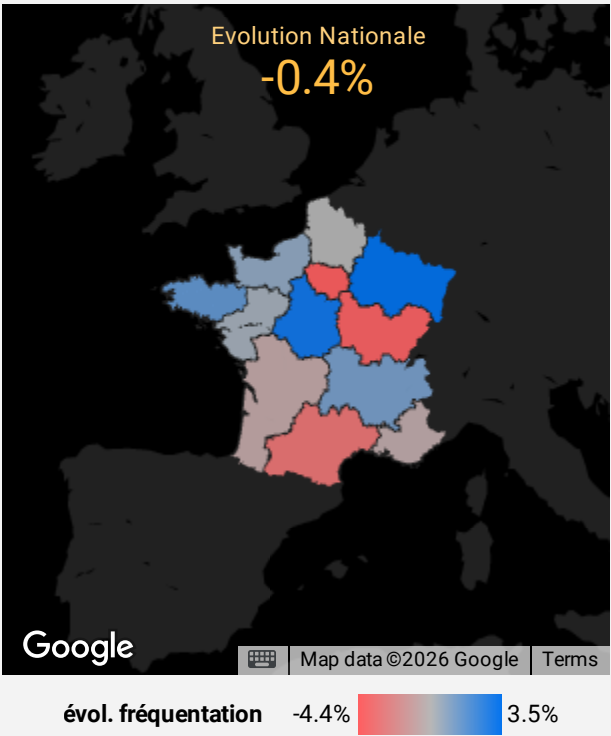 Evolution Nationale
-0.4%
Google
Map data ©2026 Google
Terms
évol. fréquentation
-4.4%
3.5%